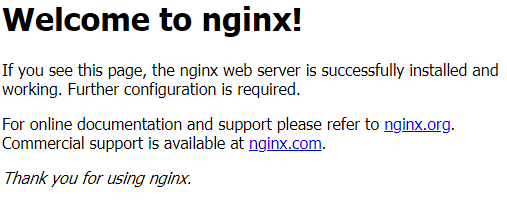 Welcome to nginx!
If you see this page, the nginx web server is successfully installed and
working. Further configuration is required.
For online documentation and support please refer to nginx.org.
Commercial support is available at nginx.com.
Thank you for using nginx.